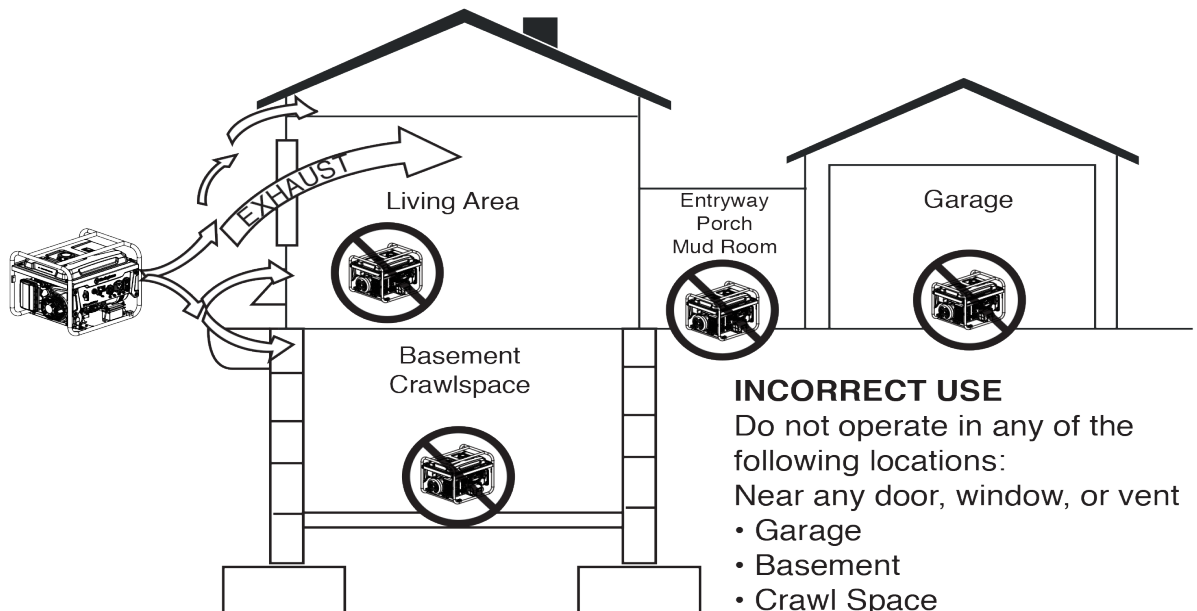 EXHAUST
Living Area
Entryway
Porch
Mud Room
Garage
Basement
Crawlspace
INCORRECT USE
Do not operate in any of the
following locations:
Near any door, window, or vent
• Garage
• Basement
• Crawl Space